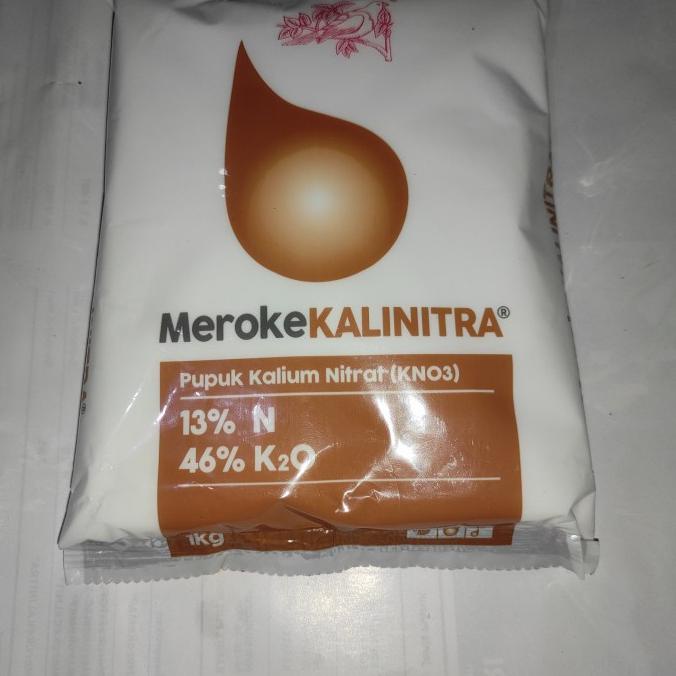 MerokeKALINITRA®
Pupuk Kalium Nitrat (KNO3)
13% N
46% K₂O
1kg